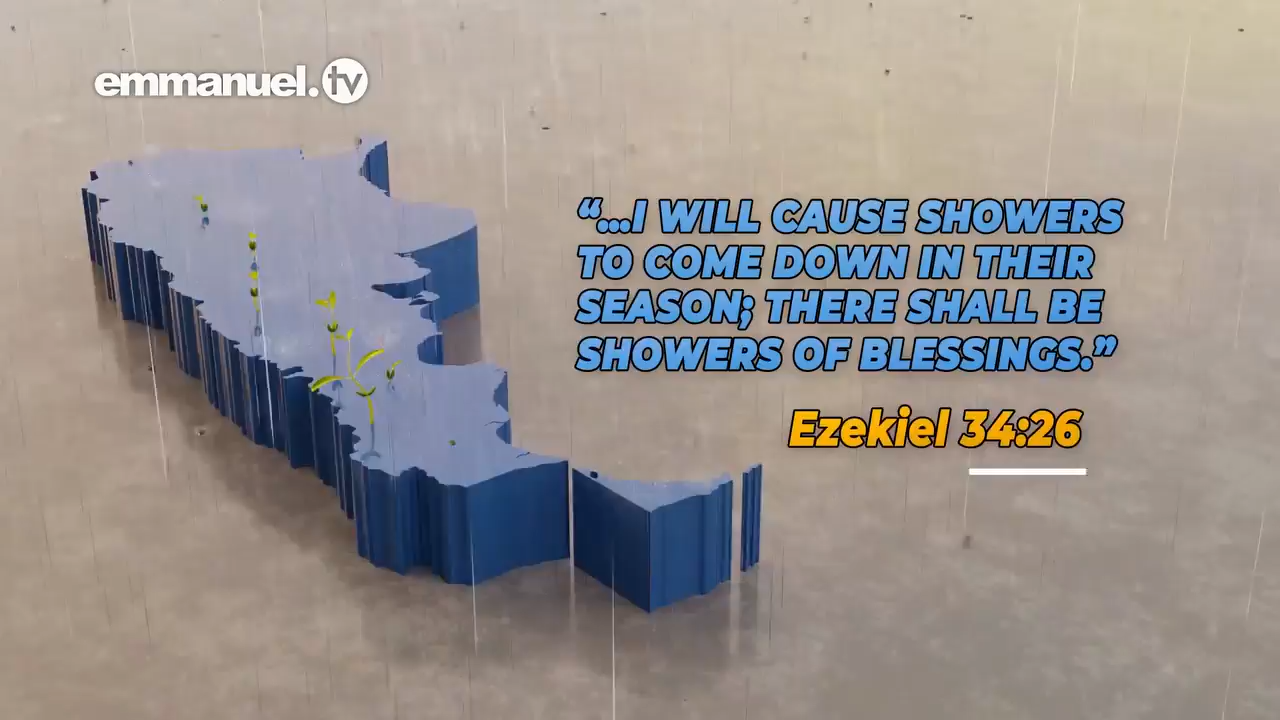 emmanuel.tv
“...I WILL CAUSE SHOWERS
TO COME DOWN IN THEIR
SEASON; THERE SHALL BE
SHOWERS OF BLESSINGS.”
Ezekiel 34:26